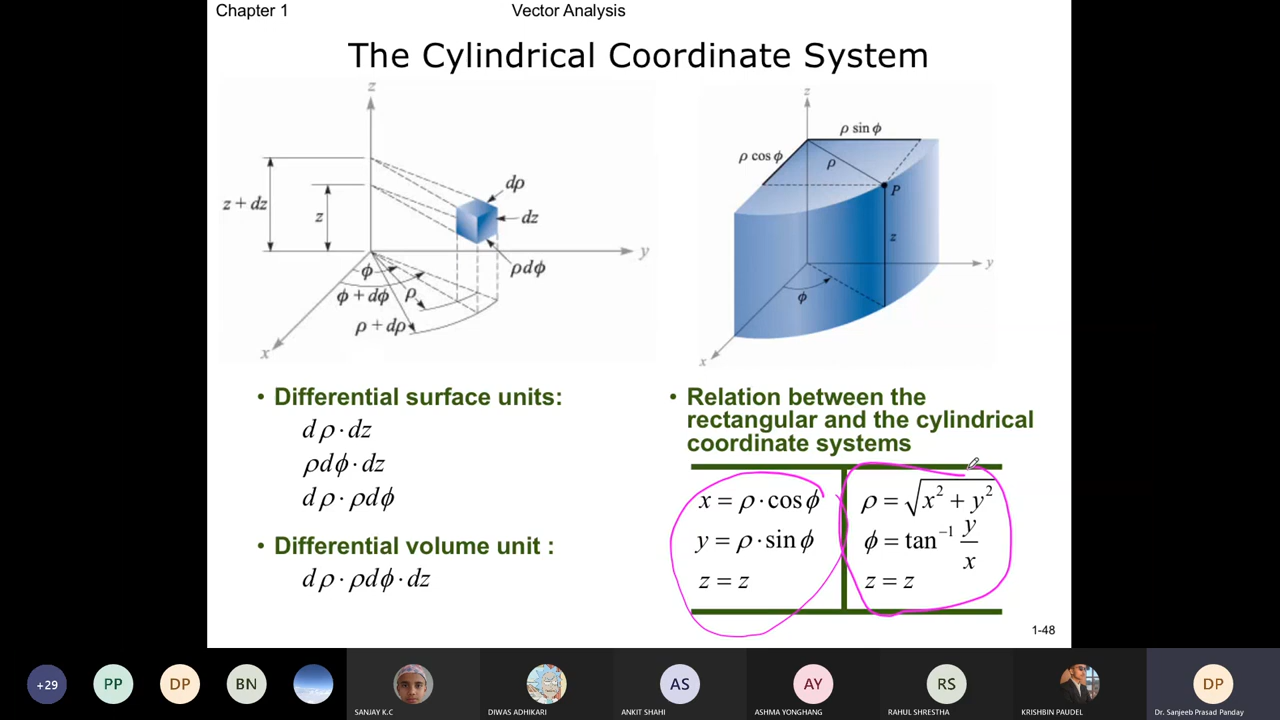 Chapter 1
Vector Analysis
The Cylindrical Coordinate System
z
z + dz
z
dρ
dz
ρdϕ
y
ϕ
ϕ + dϕ
ρ
ρ + dρ
x
z
ρ sin ϕ
ρ cos ϕ
ρ
P
z
y
ϕ
x
• Differential surface units:
dρ · dz
ρdϕ · dz
dρ · ρdϕ
• Differential volume unit :
dρ · ρdϕ · dz
• Relation between the
rectangular and the cylindrical
coordinate systems
x = ρ · cos ϕ
y = ρ · sin ϕ
z = z
ρ = √x² + y²
ϕ = tan⁻¹ y/x
z = z
1-48
+29
PP
DP
BN
SANJAY K.C
DIWAS ADHIKARI
AS
ANKIT SHAHI
AY
ASHMA YONGHANG
RS
RAHUL SHRESTHA
KRISHBIN PAUDEL
DP
Dr. Sanjeeb Prasad Panday